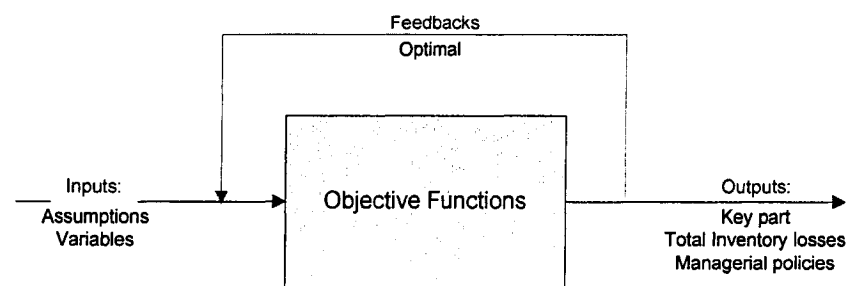 Feedbacks
Optimal
Inputs:
Assumptions
Variables
Objective Functions
Outputs:
Key part
Total Inventory losses
Managerial policies